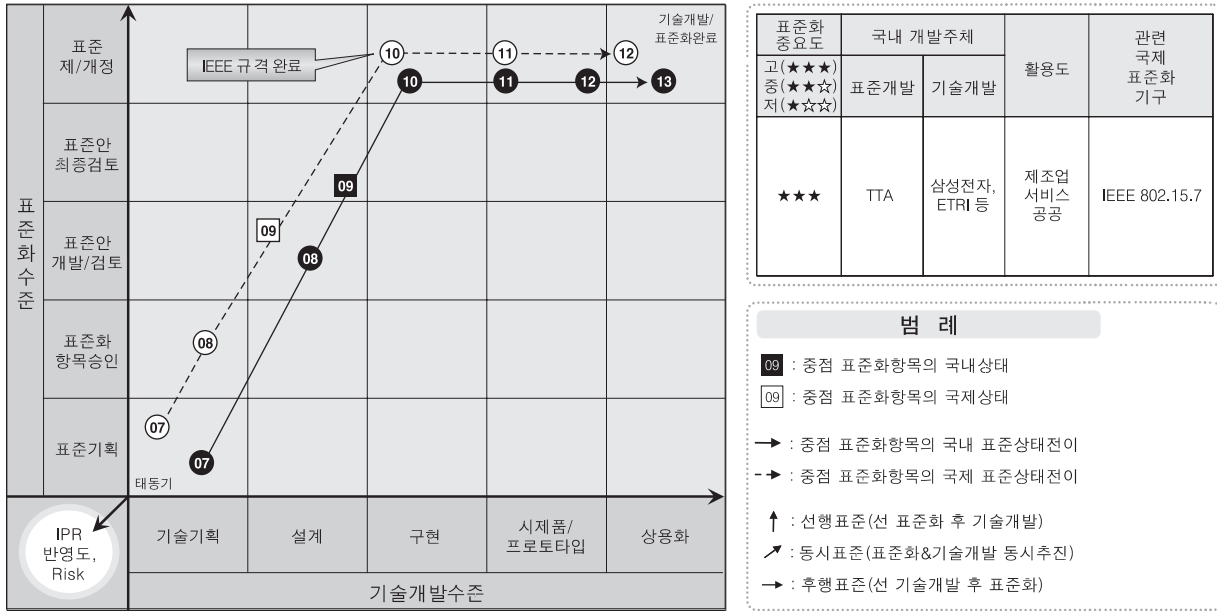 표준화수준
표준
제/개정
표준안
최종검토
표준안
개발/검토
표준화
항목승인
표준기획
IEEE 규격 완료
기술개발/
표준화완료
10
11
12
10
11
12
13
09
09
08
08
07
07
태동기
IPR
반영도,
Risk
기술기획
설계
구현
시제품/
프로토타입
상용화
기술개발수준
표준화
중요도
고(★★★)
중(★★☆)
저(★☆☆)
국내 개발주체
표준개발
기술개발
활용도
관련
국제
표준화
기구
★★★
TTA
삼성전자,
ETRI 등
제조업
서비스
공공
IEEE 802.15.7
범 례
09 : 중점 표준화항목의 국내상태
09 : 중점 표준화항목의 국제상태
→ : 중점 표준화항목의 국내 표준상태전이
⇢ : 중점 표준화항목의 국제 표준상태전이
↑ : 선행표준(선 표준화 후 기술개발)
↗ : 동시표준(표준화&기술개발 동시추진)
→ : 후행표준(선 기술개발 후 표준화)